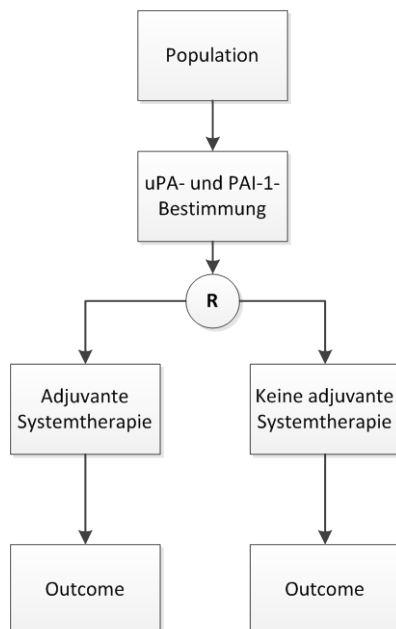 Population
uPA- und PAI-1-
Bestimmung
R
Adjuvante
Systemtherapie
Keine adjuvante
Systemtherapie
Outcome
Outcome